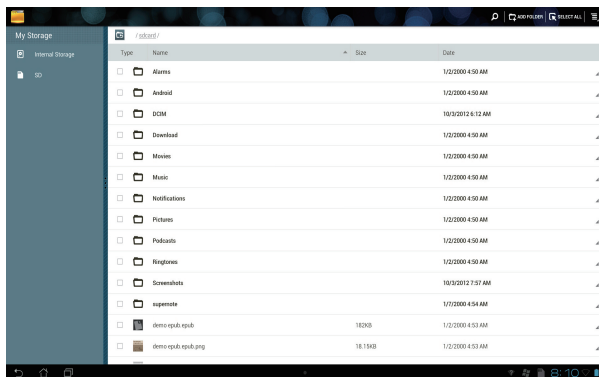 ADD FOLDER SELECT ALL
My Storage
/ sdcard /
Internal Storage
SD
Type Name Size Date
Alarms 1/2/2000 4:50 AM
Android 1/2/2000 4:50 AM
DCIM 10/3/2012 6:12 AM
Download 1/2/2000 4:50 AM
Movies 1/2/2000 4:50 AM
Music 1/2/2000 4:50 AM
Notifications 1/2/2000 4:50 AM
Pictures 1/2/2000 4:50 AM
Podcasts 1/2/2000 4:50 AM
Ringtones 1/2/2000 4:50 AM
Screenshots 10/3/2012 7:57 AM
supernote 1/7/2000 4:54 AM
demo epub.epub 182KB 1/2/2000 4:53 AM
demo epub.epub.png 18.15KB 1/2/2000 4:53 AM
8:10